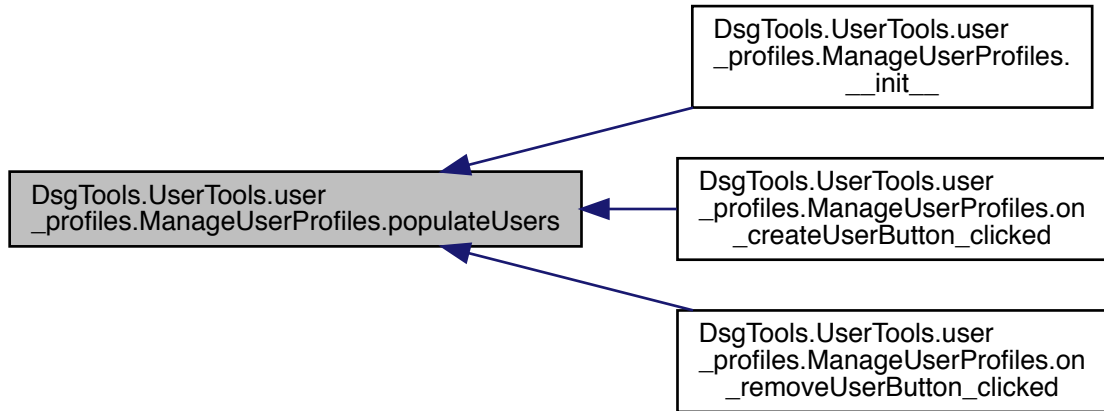 DsgTools.UserTools.user
_profiles.ManageUserProfiles.
__init__
DsgTools.UserTools.user
_profiles.ManageUserProfiles.populateUsers
DsgTools.UserTools.user
_profiles.ManageUserProfiles.on
_createUserButton_clicked
DsgTools.UserTools.user
_profiles.ManageUserProfiles.on
_removeUserButton_clicked